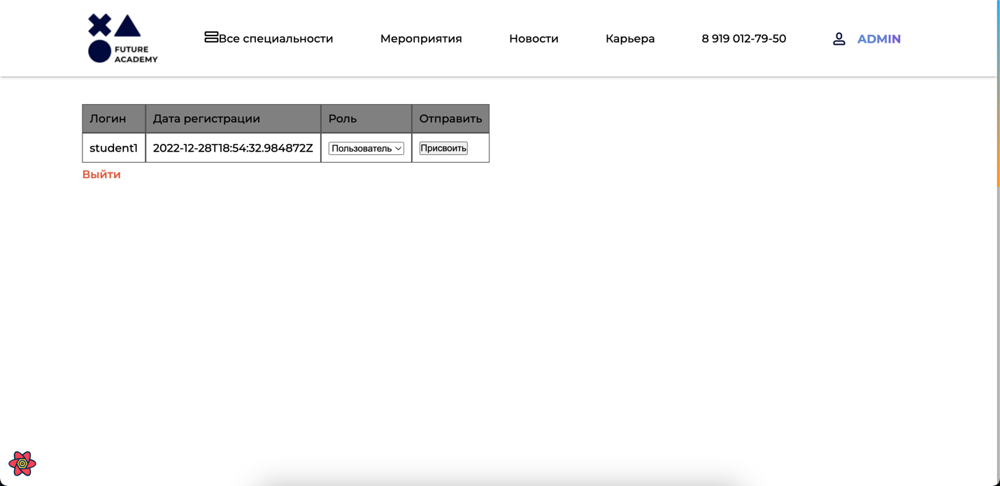 FUTURE
ACADEMY
Все специальности Мероприятия Новости Карьера 8 919 012-79-50 ADMIN
Логин Дата регистрации Роль Отправить
student1 2022-12-28T18:54:32.984872Z Пользователь Присвоить
Выйти